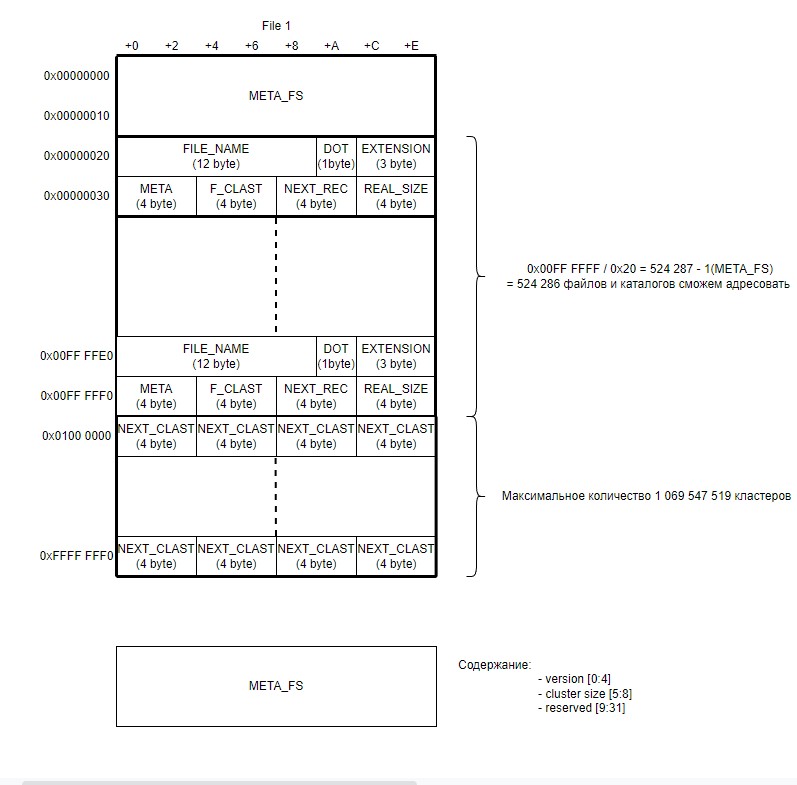 File 1
+0 +2 +4 +6 +8 +A +C +E
0x00000000
META_FS
0x00000010
0x00000020
FILE_NAME DOT EXTENSION
(12 byte) (1byte) (3 byte)
0x00000030
META F_CLAST NEXT_REC REAL_SIZE
(4 byte) (4 byte) (4 byte) (4 byte)
0x00FF FFFF / 0x20 = 524 287 - 1(META_FS)
= 524 286 файлов и каталогов сможем адресовать
0x00FF FFE0
FILE_NAME DOT EXTENSION
(12 byte) (1byte) (3 byte)
0x00FF FFF0
META F_CLAST NEXT_REC REAL_SIZE
(4 byte) (4 byte) (4 byte) (4 byte)
0x0100 0000
NEXT_CLAST NEXT_CLAST NEXT_CLAST NEXT_CLAST
(4 byte) (4 byte) (4 byte) (4 byte)
Максимальное количество 1 069 547 519 кластеров
0xFFFF FFF0
NEXT_CLAST NEXT_CLAST NEXT_CLAST NEXT_CLAST
(4 byte) (4 byte) (4 byte) (4 byte)
META_FS
Содержание:
- version [0:4]
- cluster size [5:8]
- reserved [9:31]